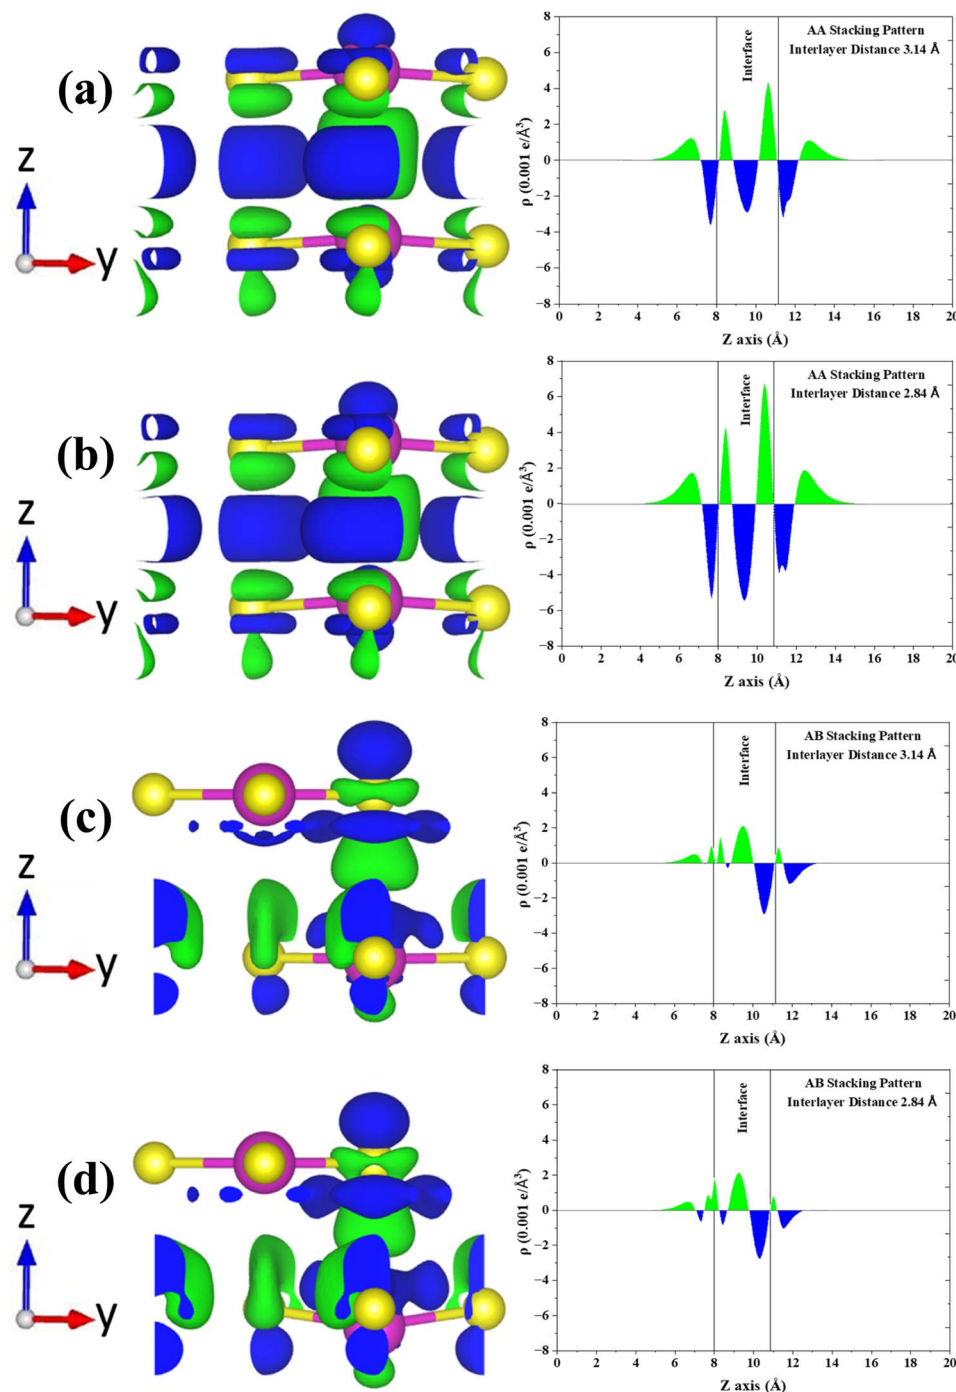 (a)
z
y
8
6
4
2
0
−2
−4
−6
−8
ρ (0.001 e/Å³)
Interface
AA Stacking Pattern
Interlayer Distance 3.14 Å
0 2 4 6 8 10 12 14 16 18 20
Z axis (Å)
(b)
z
y
8
6
4
2
0
−2
−4
−6
−8
ρ (0.001 e/Å³)
Interface
AA Stacking Pattern
Interlayer Distance 2.84 Å
0 2 4 6 8 10 12 14 16 18 20
Z axis (Å)
(c)
z
y
8
6
4
2
0
−2
−4
−6
−8
ρ (0.001 e/Å³)
Interface
AB Stacking Pattern
Interlayer Distance 3.14 Å
0 2 4 6 8 10 12 14 16 18 20
Z axis (Å)
(d)
z
y
8
6
4
2
0
−2
−4
−6
−8
ρ (0.001 e/Å³)
Interface
AB Stacking Pattern
Interlayer Distance 2.84 Å
0 2 4 6 8 10 12 14 16 18 20
Z axis (Å)